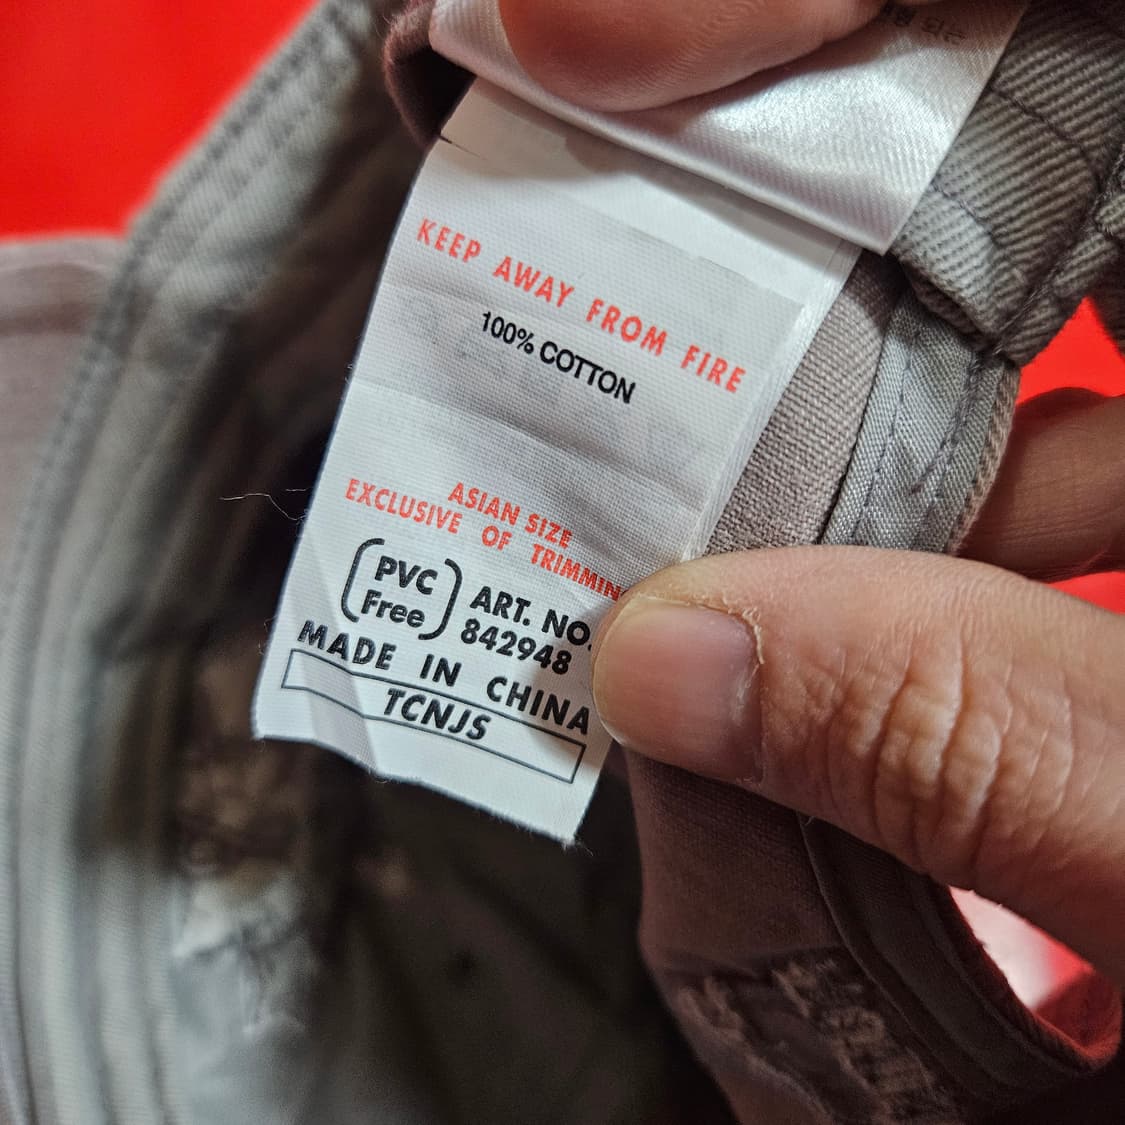 KEEP AWAY FROM FIRE
100% COTTON
ASIAN SIZE
EXCLUSIVE OF TRIMMIN
PVC
Free
ART. NO.
842948
MADE IN CHINA
TCNJS